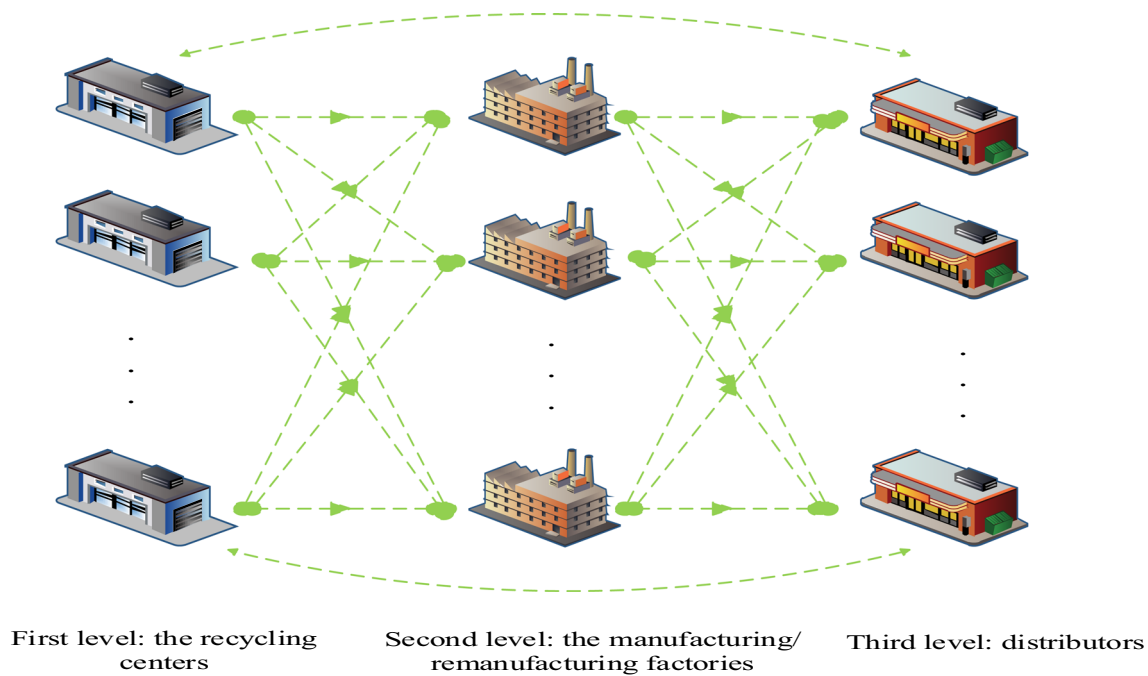 First level: the recycling
centers
Second level: the manufacturing/
remanufacturing factories
Third level: distributors